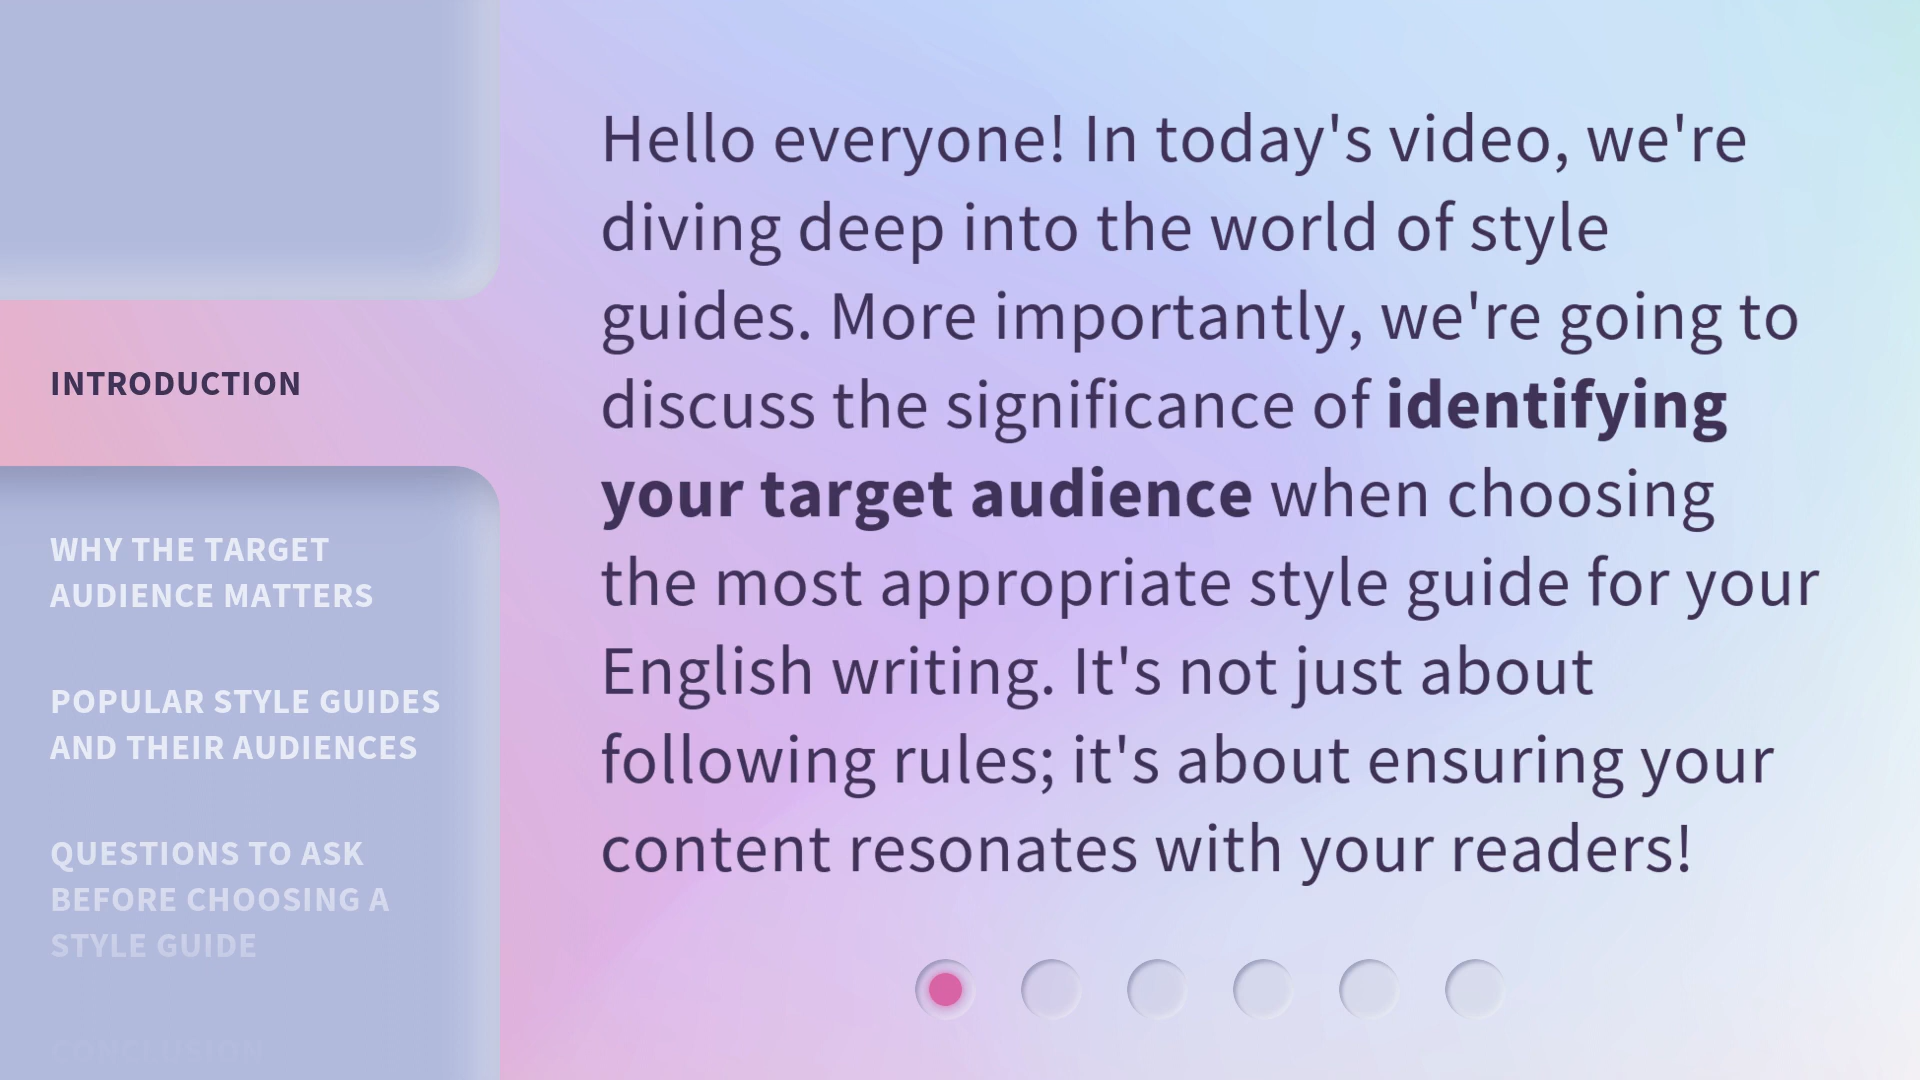 INTRODUCTION
WHY THE TARGET
AUDIENCE MATTERS
POPULAR STYLE GUIDES
AND THEIR AUDIENCES
QUESTIONS TO ASK
BEFORE CHOOSING A
STYLE GUIDE
CONCLUSION
Hello everyone! In today's video, we're
diving deep into the world of style
guides. More importantly, we're going to
discuss the significance of identifying
your target audience when choosing
the most appropriate style guide for your
English writing. It's not just about
following rules; it's about ensuring your
content resonates with your readers!